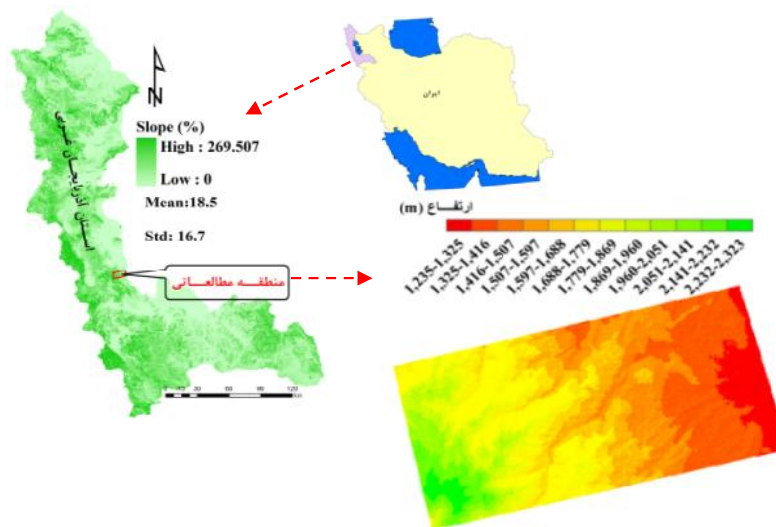 ایران
N
Slope (%)
High : 269.507
Low : 0
Mean:18.5
Std: 16.7
استان آذربایجان غربی
منطقه مطالعاتی
ارتفاع (m)
1,235-1,325
1,325-1,416
1,416-1,507
1,507-1,597
1,597-1,688
1,688-1,779
1,779-1,869
1,869-1,960
1,960-2,051
2,051-2,141
2,141-2,232
2,232-2,323